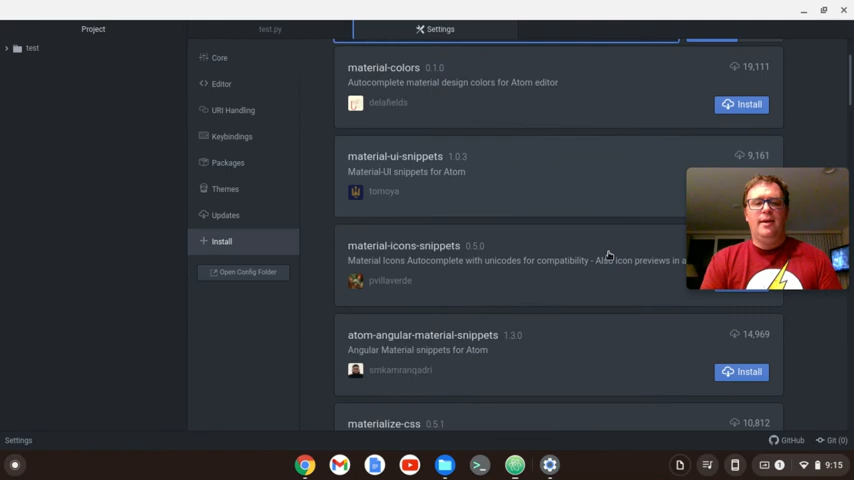 Project
test.py
Settings
test
Core
Editor
URI Handling
Keybindings
Packages
Themes
Updates
Install
Open Config Folder
material-colors 0.1.0
19,111
Autocomplete material design colors for Atom editor
delafields
Install
material-ui-snippets 1.0.3
9,161
Material-UI snippets for Atom
tomoya
material-icons-snippets 0.5.0
Material Icons Autocomplete with unicodes for compatibility - Also icon previews in a
pvillaverde
atom-angular-material-snippets 1.3.0
14,969
Angular Material snippets for Atom
smkamranqadri
Install
materialize-css 0.5.1
10,812
Settings
GitHub
Git (0)
1
9:15